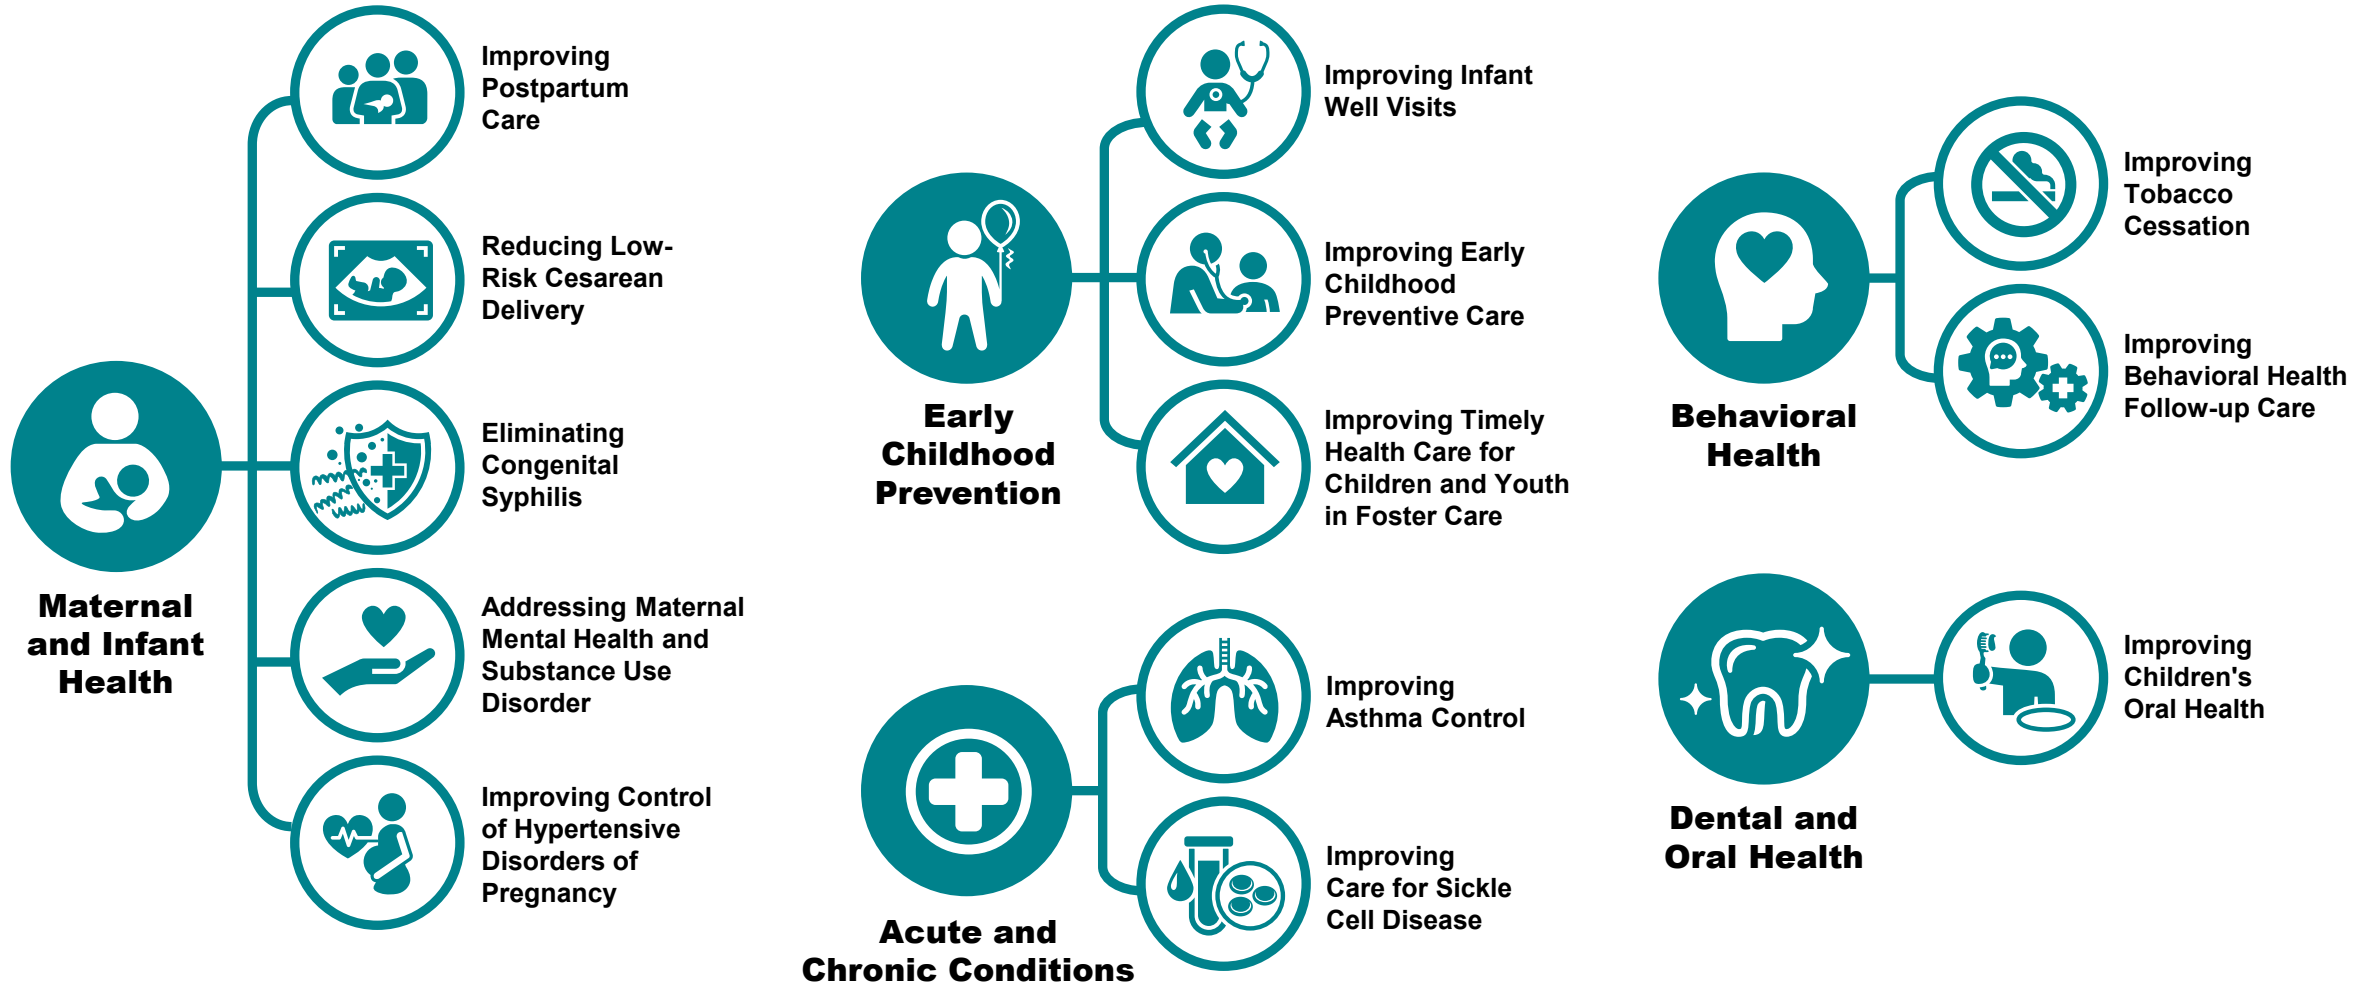 Maternal
and Infant
Health
Improving
Postpartum
Care
Reducing Low-
Risk Cesarean
Delivery
Eliminating
Congenital
Syphilis
Addressing Maternal
Mental Health and
Substance Use
Disorder
Improving Control
of Hypertensive
Disorders of
Pregnancy
Early
Childhood
Prevention
Improving Infant
Well Visits
Improving Early
Childhood
Preventive Care
Improving Timely
Health Care for
Children and Youth
in Foster Care
Acute and
Chronic Conditions
Improving
Asthma Control
Improving
Care for Sickle
Cell Disease
Behavioral
Health
Improving
Tobacco
Cessation
Improving
Behavioral Health
Follow-up Care
Dental and
Oral Health
Improving
Children's
Oral Health